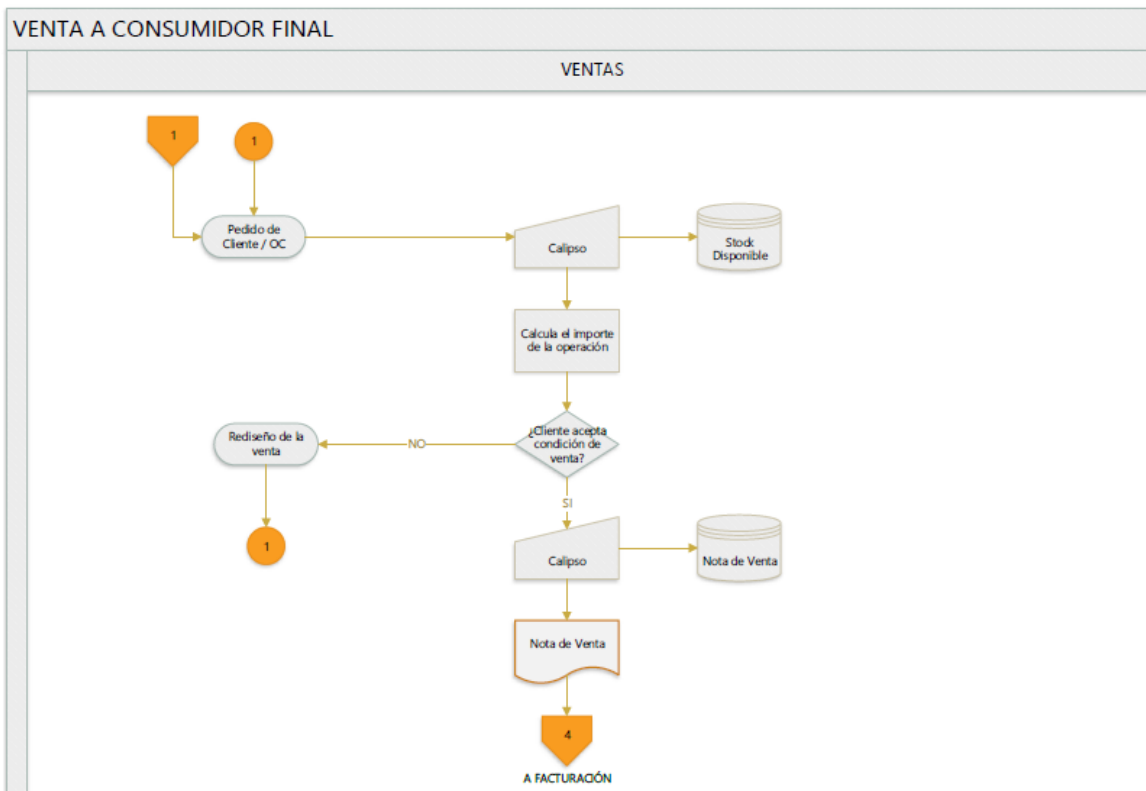 VENTA A CONSUMIDOR FINAL
VENTAS
1
1
Pedido de
Cliente / OC
Calipso
Stock
Disponible
Calcula el importe
de la operación
¿Cliente acepta
condición de
venta?
NO
Rediseño de la
venta
1
SI
Calipso
Nota de Venta
Nota de Venta
4
A FACTURACIÓN